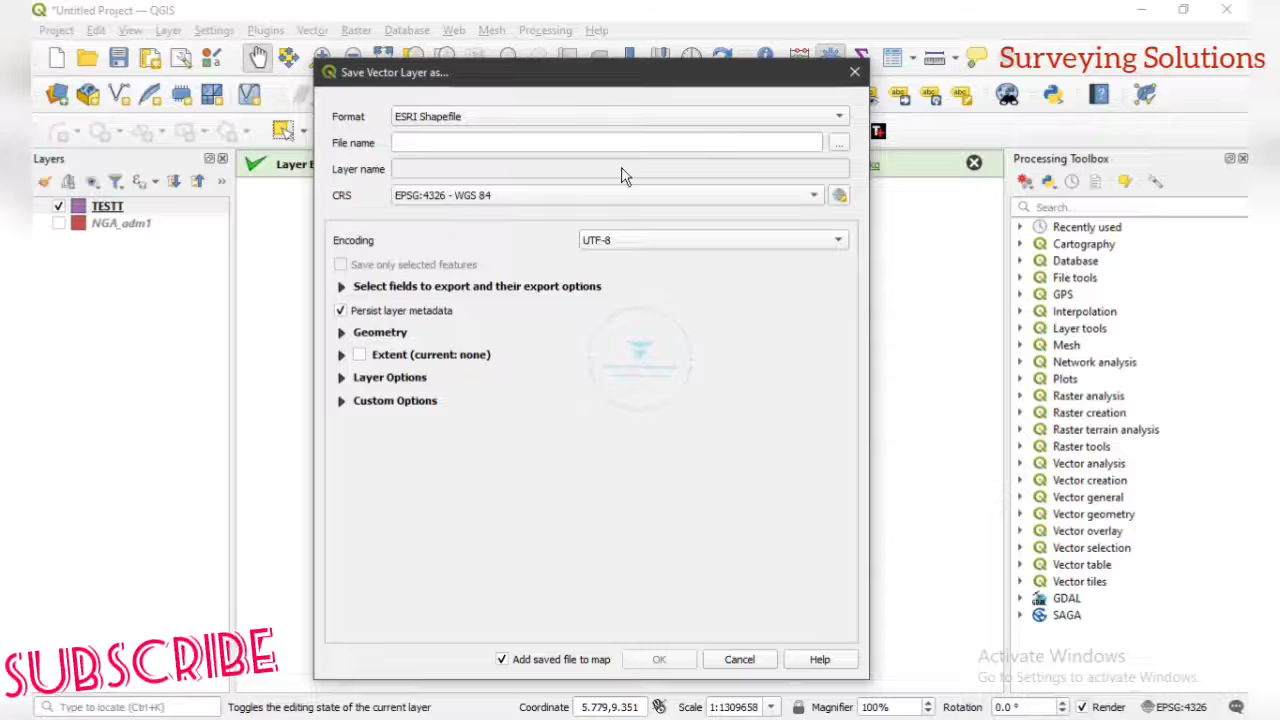 *Untitled Project — QGIS
Project Edit View Layer Settings Plugins Vector Raster Database Web Mesh Processing Help
Surveying Solutions
Save Vector Layer as...
Format ESRI Shapefile
File name ...
Layer name
CRS EPSG:4326 - WGS 84
Encoding UTF-8
Save only selected features
Select fields to export and their export options
Persist layer metadata
Geometry
Extent (current: none)
Layer Options
Custom Options
Add saved file to map OK Cancel Help
Layers
TESTT
NGA_adm1
Layer E
abc abc abc abc
Processing Toolbox
Search...
Recently used
Cartography
Database
File tools
GPS
Interpolation
Layer tools
Mesh
Network analysis
Plots
Raster analysis
Raster creation
Raster terrain analysis
Raster tools
Vector analysis
Vector creation
Vector general
Vector geometry
Vector overlay
Vector selection
Vector table
Vector tiles
GDAL
SAGA
Activate Windows
Go to Settings to activate Windows.
SUBSCRIBE
Type to locate (Ctrl+K) Toggles the editing state of the current layer Coordinate 5.779,9.351 Scale 1:1309658 Magnifier 100% Rotation 0.0 ° Render EPSG:4326